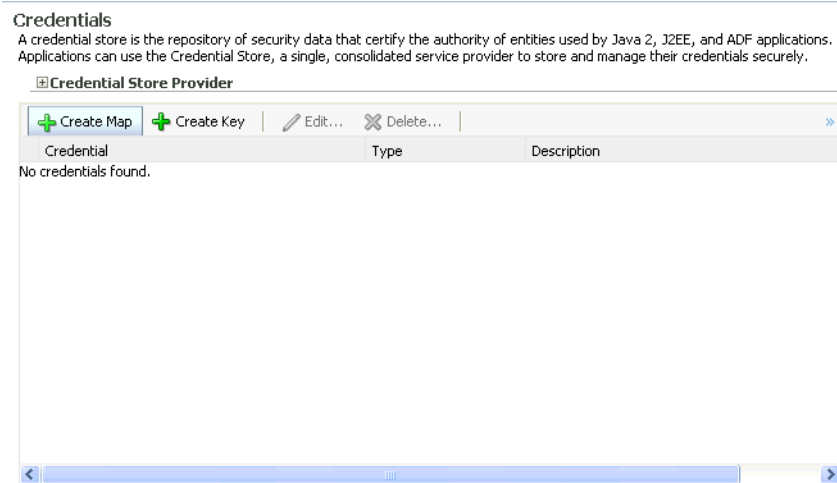 Credentials
A credential store is the repository of security data that certify the authority of entities used by Java 2, J2EE, and ADF applications.
Applications can use the Credential Store, a single, consolidated service provider to store and manage their credentials securely.
Credential Store Provider
Create Map Create Key Edit... Delete... »
Credential Type Description
No credentials found.